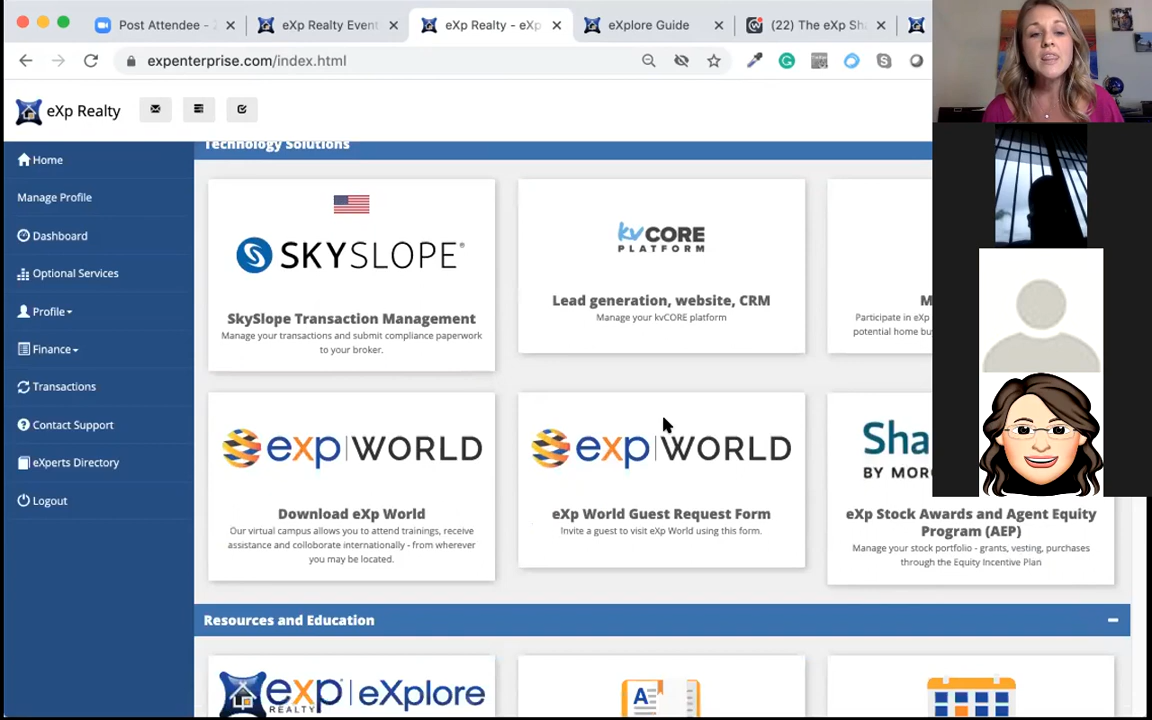 Post Attendee - 2
eXp Realty Event
eXp Realty - eXp
eXplore Guide
(22) The eXp Sha
expenterprise.com/index.html
eXp Realty
Technology Solutions
Home
Manage Profile
Dashboard
Optional Services
Profile
Finance
Transactions
Contact Support
eXperts Directory
Logout
SKYSLOPE
SkySlope Transaction Management
Manage your transactions and submit compliance paperwork
to your broker.
kvCORE
PLATFORM
Lead generation, website, CRM
Manage your kvCORE platform
M
Participate in eXp
potential home bu
exp WORLD
Download eXp World
Our virtual campus allows you to attend trainings, receive
assistance and colloborate internationally - from wherever
you may be located.
exp WORLD
eXp World Guest Request Form
Invite a guest to visit eXp World using this form.
Sha
BY MORG
eXp Stock Awards and Agent Equity
Program (AEP)
Manage your stock portfolio - grants, vesting, purchases
through the Equity Incentive Plan
Resources and Education
exp eXplore
REALTY
A